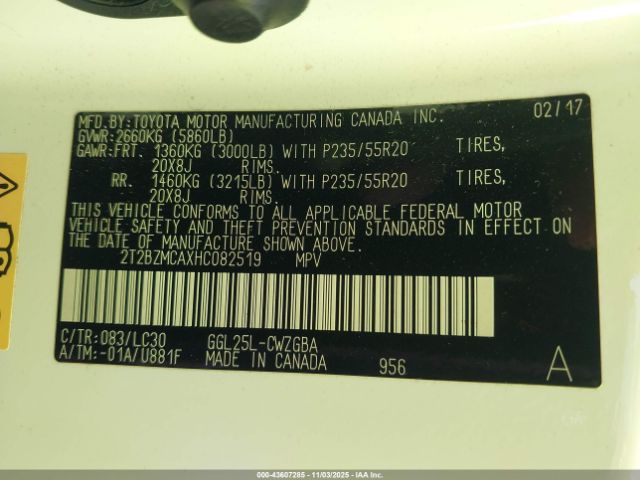 MFD.BY:TOYOTA MOTOR MANUFACTURING CANADA INC. 02/17
GVWR:2660KG (5860LB)
GAWR:FRT. 1360KG (3000LB) WITH P235/55R20 TIRES,
20X8J RIMS.
RR. 1460KG (3215LB) WITH P235/55R20 TIRES,
20X8J RIMS.
THIS VEHICLE CONFORMS TO ALL APPLICABLE FEDERAL MOTOR
VEHICLE SAFETY STANDARDS IN EFFECT ON
THE DATE OF MANUFACTURE SHOWN ABOVE.
2T2BZMCAXHC082519 MPV
C/TR:083/LC30 GGL25L-CWZGBA
A/TM:-01A/U881F MADE IN CANADA 956 A
000-43607285 - 11/03/2025 - IAA, Inc.